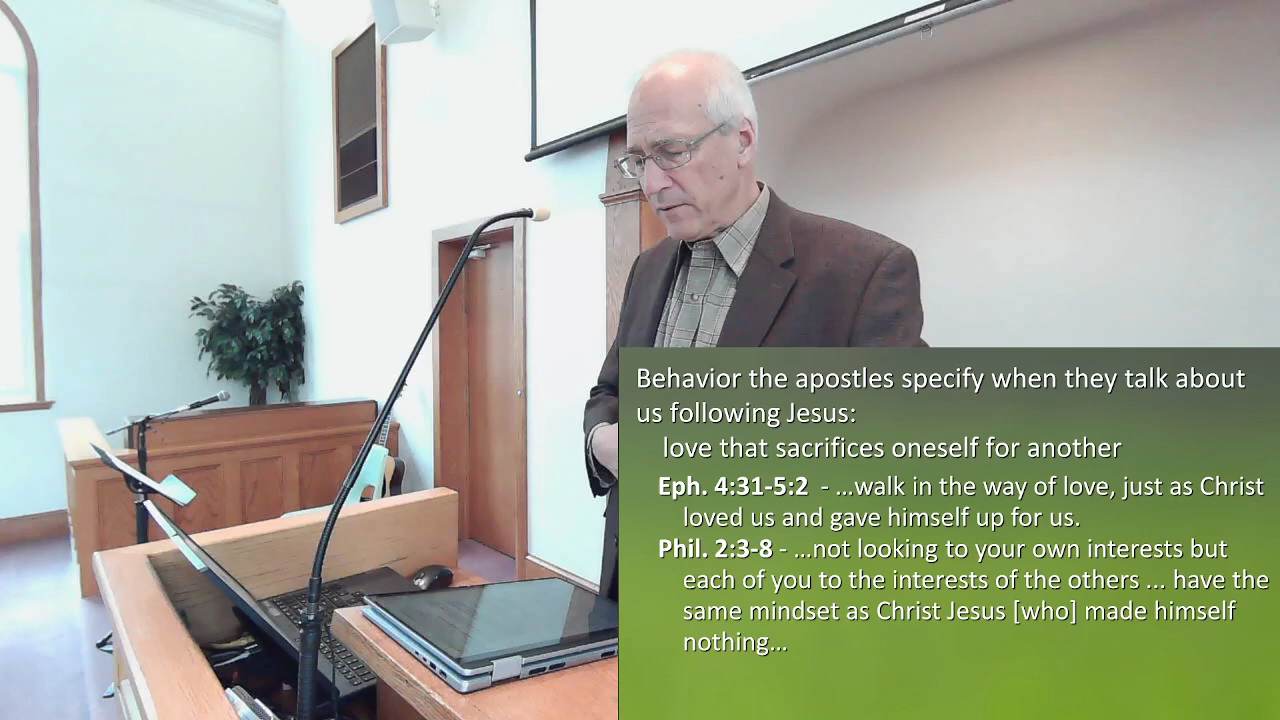 Behavior the apostles specify when they talk about
us following Jesus:
love that sacrifices oneself for another
Eph. 4:31-5:2 - ...walk in the way of love, just as Christ
loved us and gave himself up for us.
Phil. 2:3-8 - ...not looking to your own interests but
each of you to the interests of the others ... have the
same mindset as Christ Jesus [who] made himself
nothing...